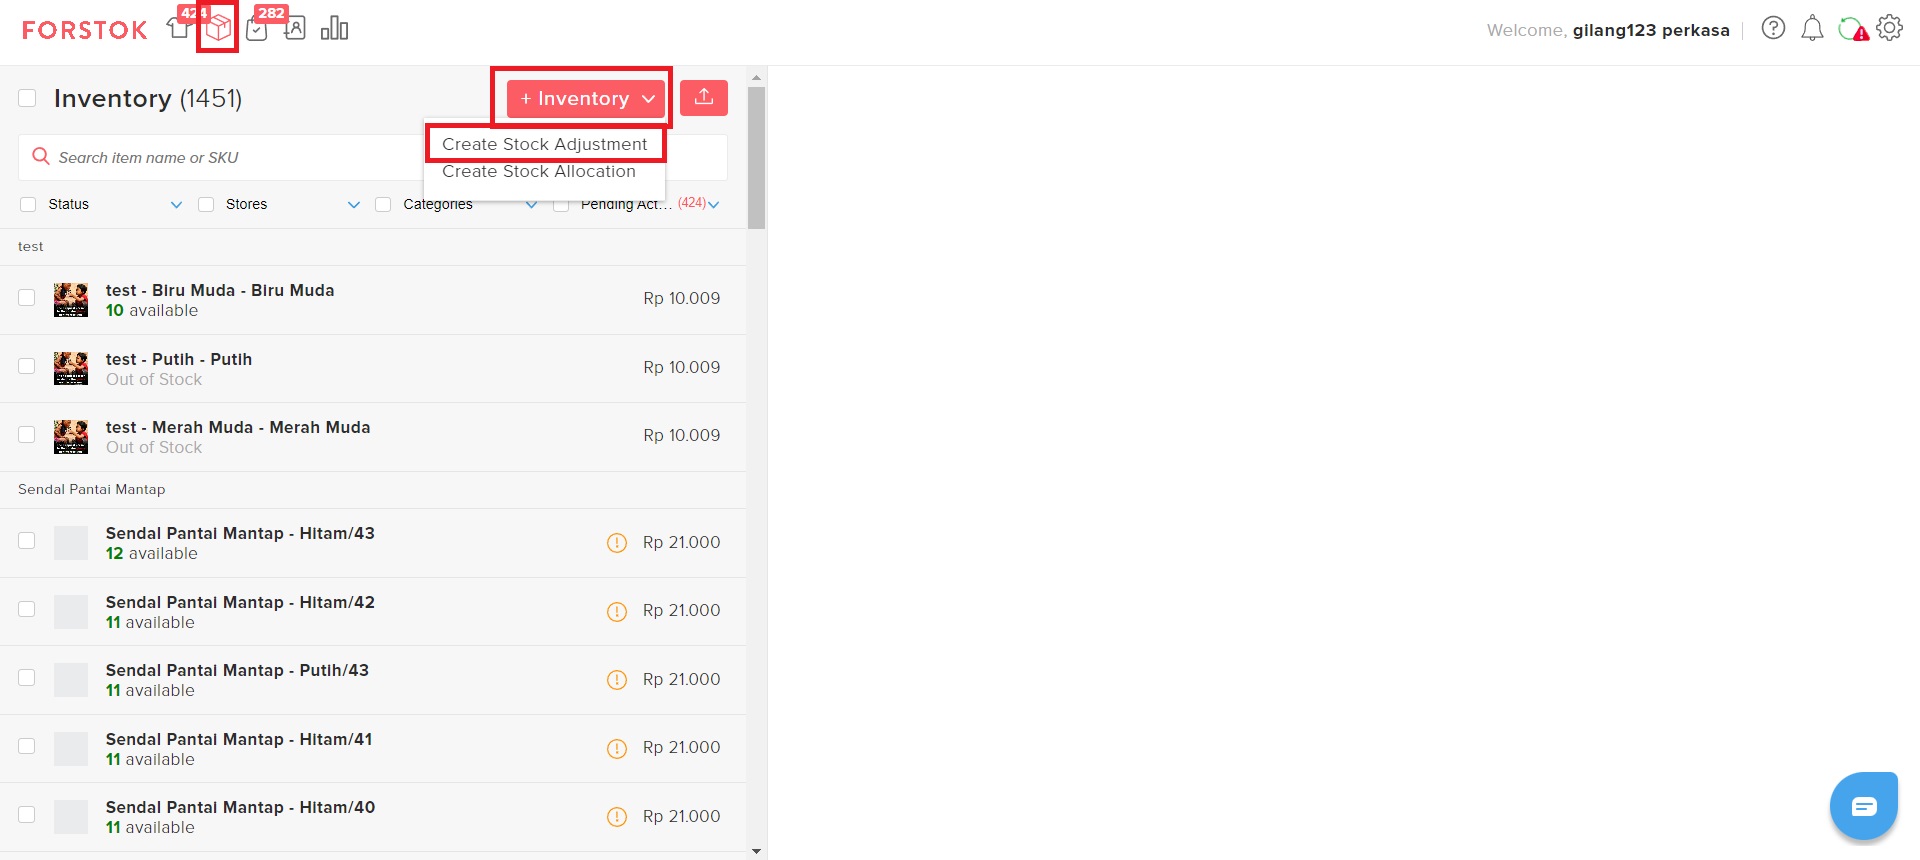 FORSTOK 424 282
Welcome, gilang123 perkasa
Inventory (1451)
+ Inventory
Create Stock Adjustment
Create Stock Allocation
Search item name or SKU
Status Stores Categories Pending Act... (424)
test
test - Biru Muda - Biru Muda
10 available
Rp 10.009
test - Putih - Putih
Out of Stock
Rp 10.009
test - Merah Muda - Merah Muda
Out of Stock
Rp 10.009
Sendal Pantai Mantap
Sendal Pantai Mantap - Hitam/43
12 available
Rp 21.000
Sendal Pantai Mantap - Hitam/42
11 available
Rp 21.000
Sendal Pantai Mantap - Putih/43
11 available
Rp 21.000
Sendal Pantai Mantap - Hitam/41
11 available
Rp 21.000
Sendal Pantai Mantap - Hitam/40
11 available
Rp 21.000